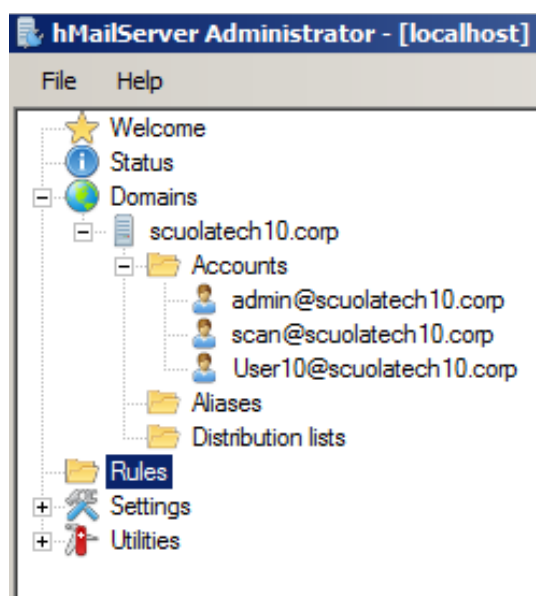 hMailServer Administrator - [localhost]
File Help
Welcome
Status
Domains
scuolatech10.corp
Accounts
admin@scuolatech10.corp
scan@scuolatech10.corp
User10@scuolatech10.corp
Aliases
Distribution lists
Rules
Settings
Utilities